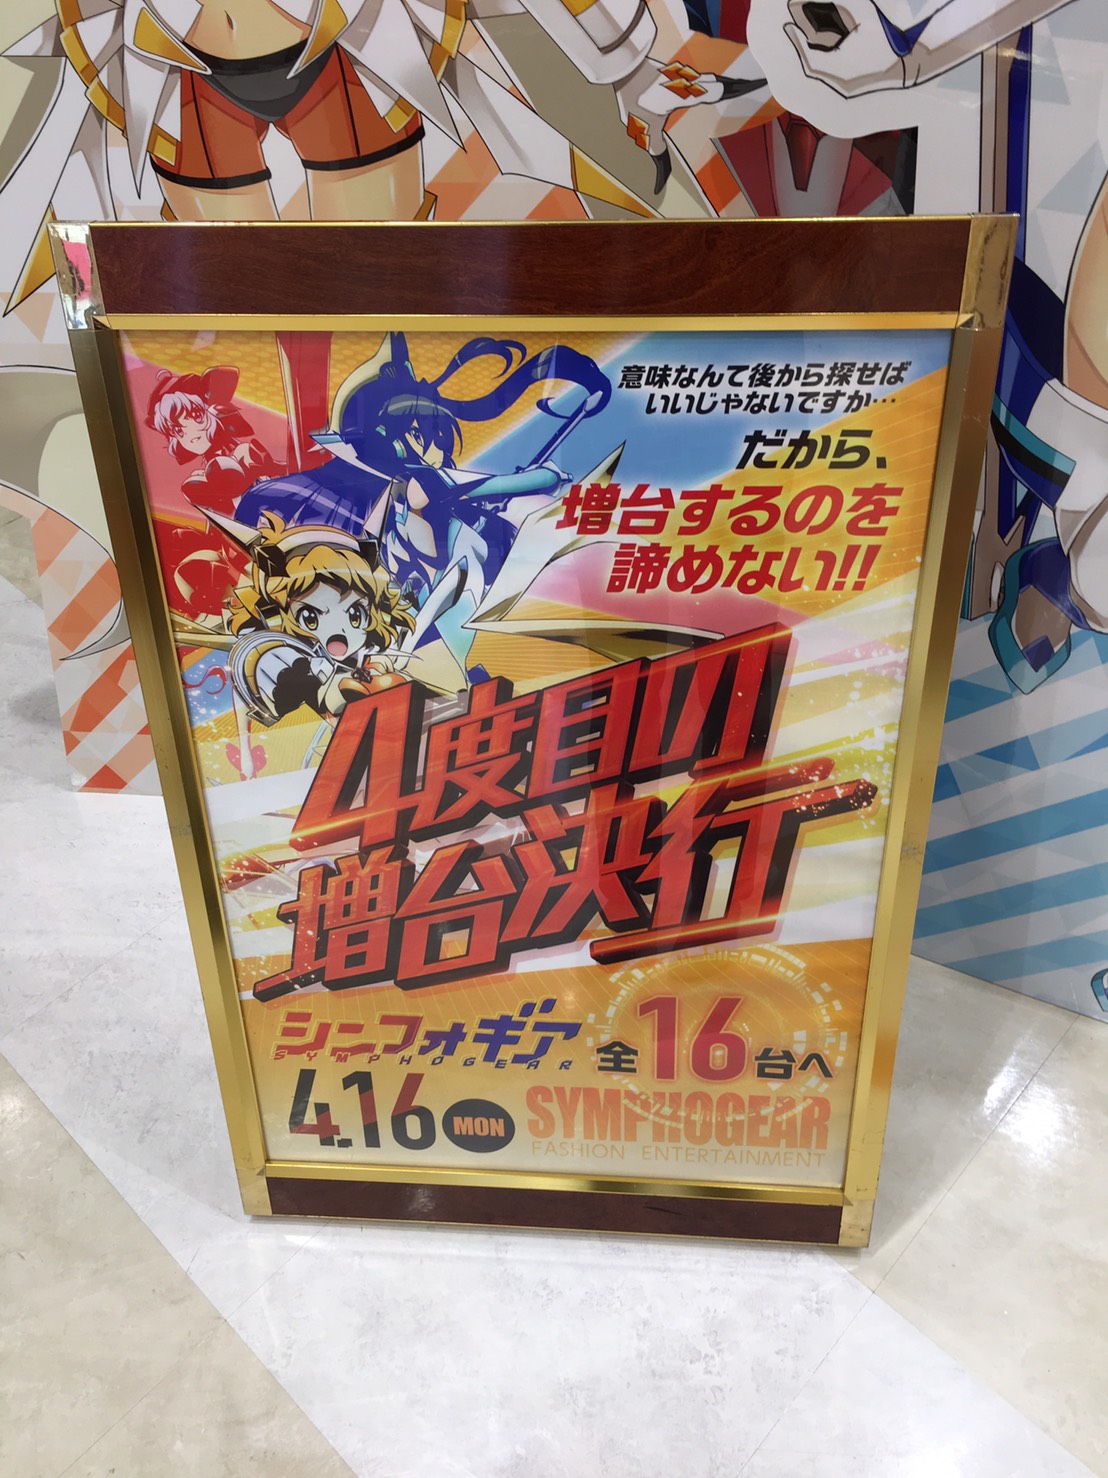 意味なんて後から探せば
いいじゃないですか…
だから、
増台するのを
諦めない!!
4度目の
増台決行
シンフォギア
SYMPHOGEAR
全16台へ
4.16 MON
SYMPHOGEAR
FASHION ENTERTAINMENT